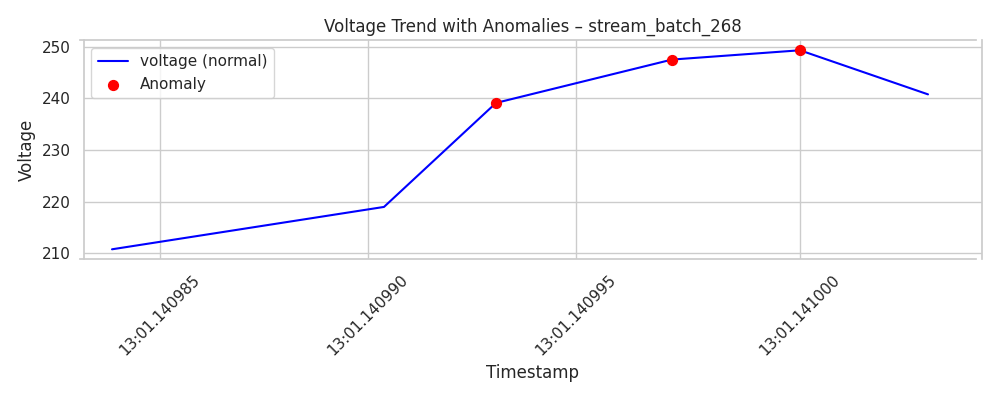 Voltage Trend with Anomalies – stream_batch_268
voltage (normal)
Anomaly
Voltage
250
240
230
220
210
13:01.140985
13:01.140990
13:01.140995
13:01.141000
Timestamp